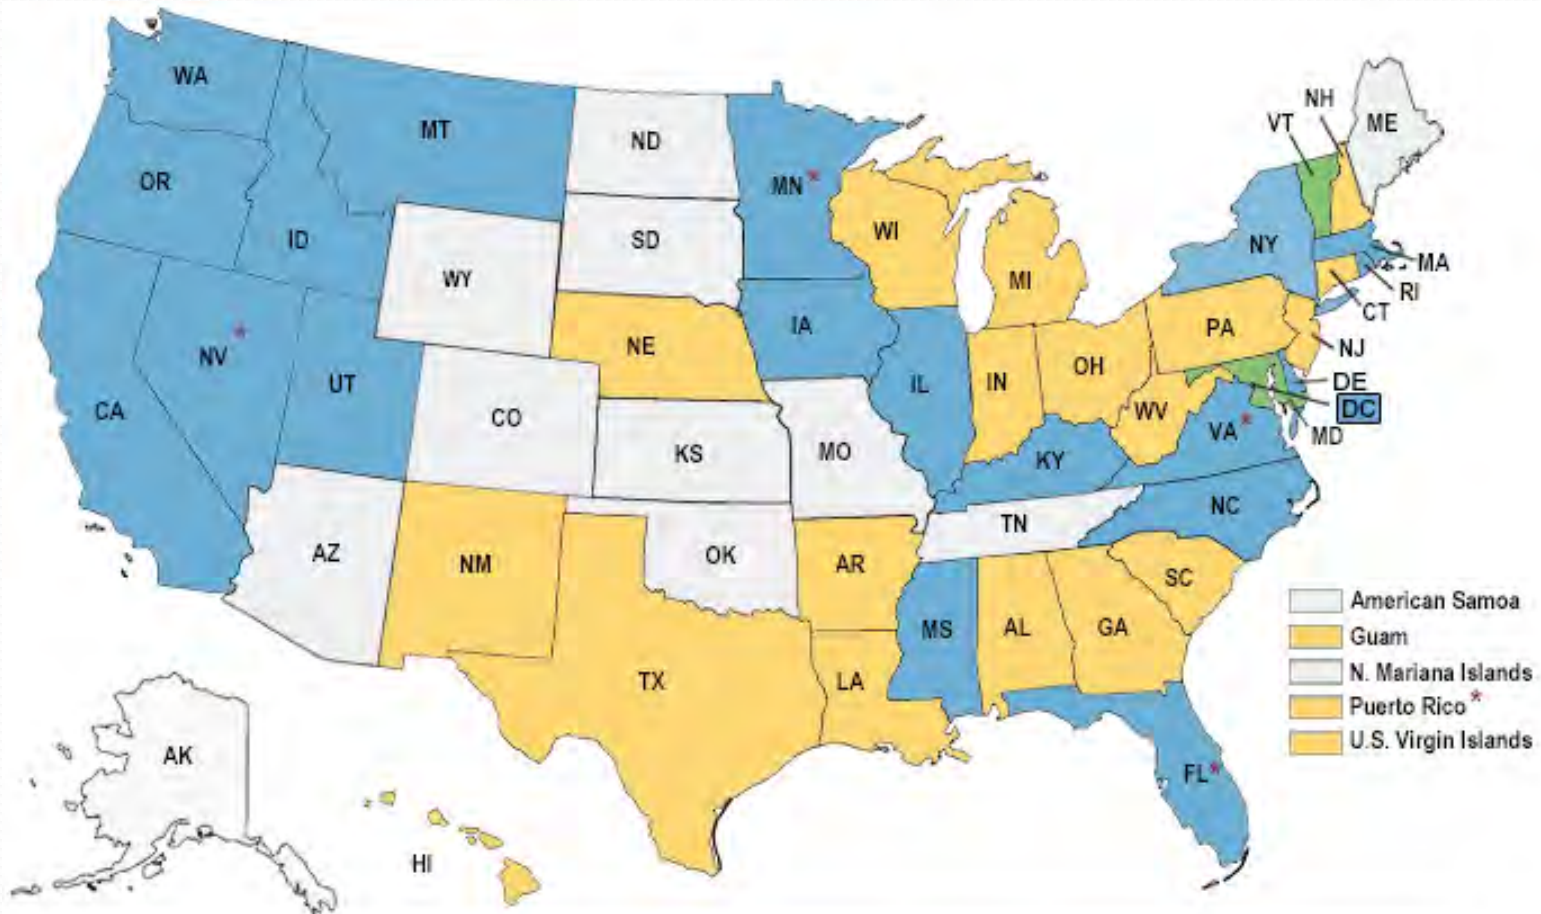 WA
MT
ND
MN *
NH
VT
ME
OR
ID
SD
WI
NY
MA
WY
MI
RI
CT
IA
PA
NV *
NE
NJ
UT
IL
IN
OH
DE
CA
CO
WV
DC
VA *
MD
KS
MO
KY
NC
TN
AZ
NM
OK
AR
SC
MS
AL
GA
American Samoa
Guam
TX
LA
N. Mariana Islands
Puerto Rico *
U.S. Virgin Islands
AK
FL *
HI